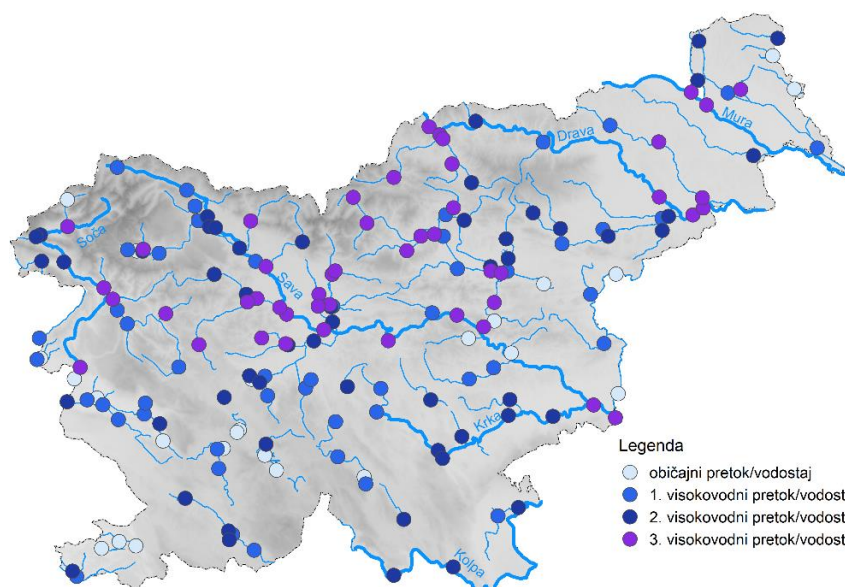 Mura
Drava
Soča
Sava
Krka
Legenda
običajni pretok/vodostaj
1. visokovodni pretok/vodost
2. visokovodni pretok/vodost
3. visokovodni pretok/vodost
Kolpa